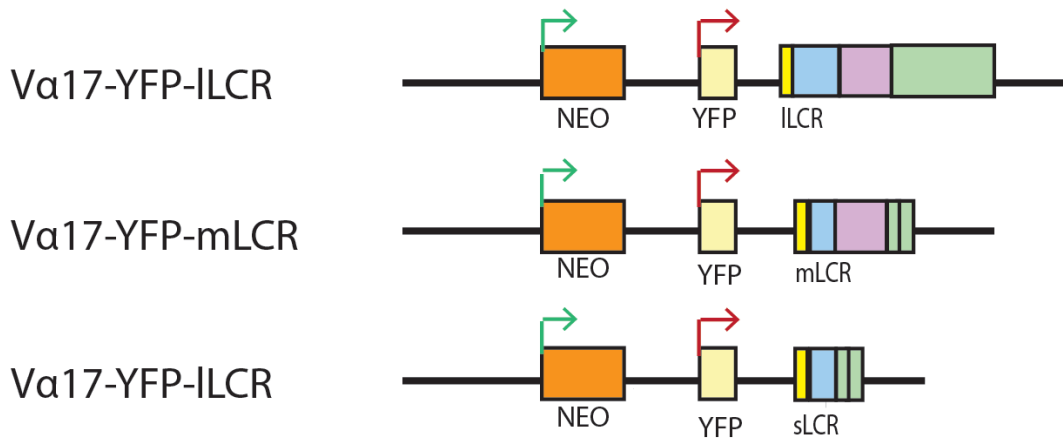 Vα17-YFP-lLCR
NEO YFP lLCR
Vα17-YFP-mLCR
NEO YFP mLCR
Vα17-YFP-lLCR
NEO YFP sLCR